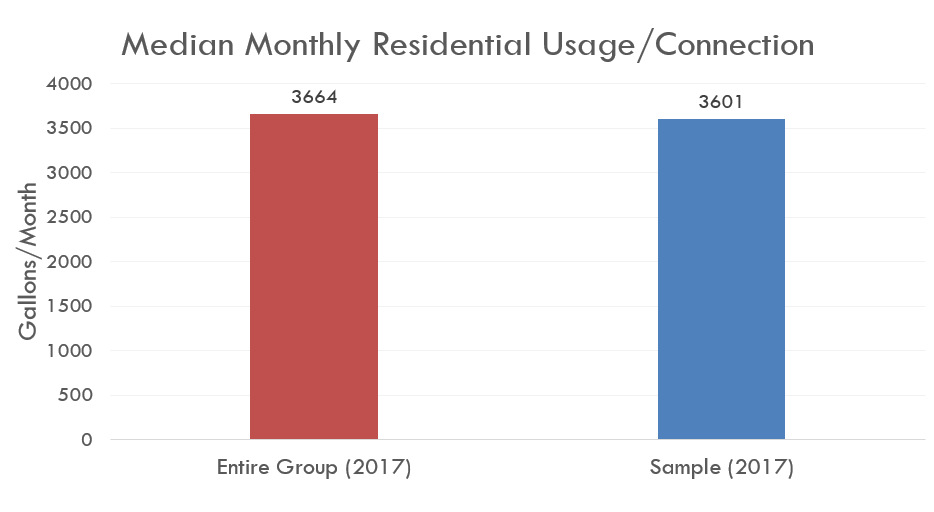 Median Monthly Residential Usage/Connection
Gallons/Month
4000
3500
3000
2500
2000
1500
1000
500
0
3664
3601
Entire Group (2017)
Sample (2017)